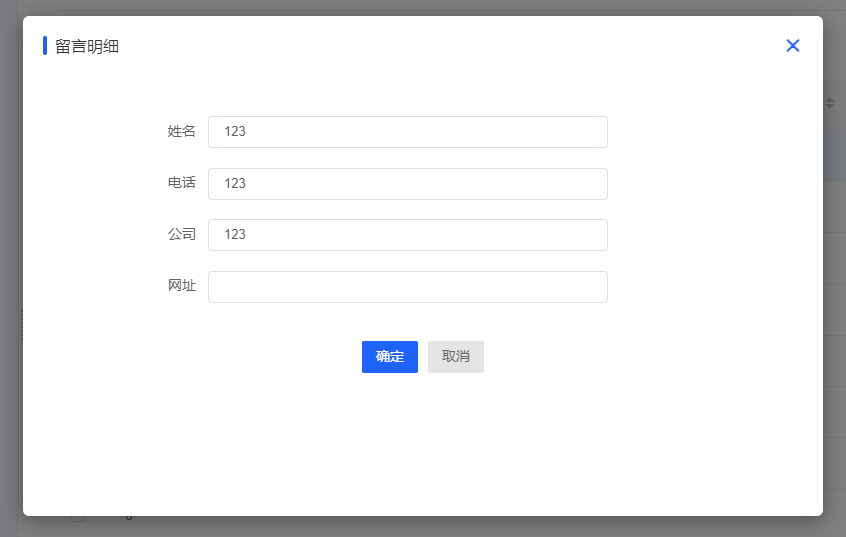 留言明细
姓名 123
电话 123
公司 123
网址
确定 取消